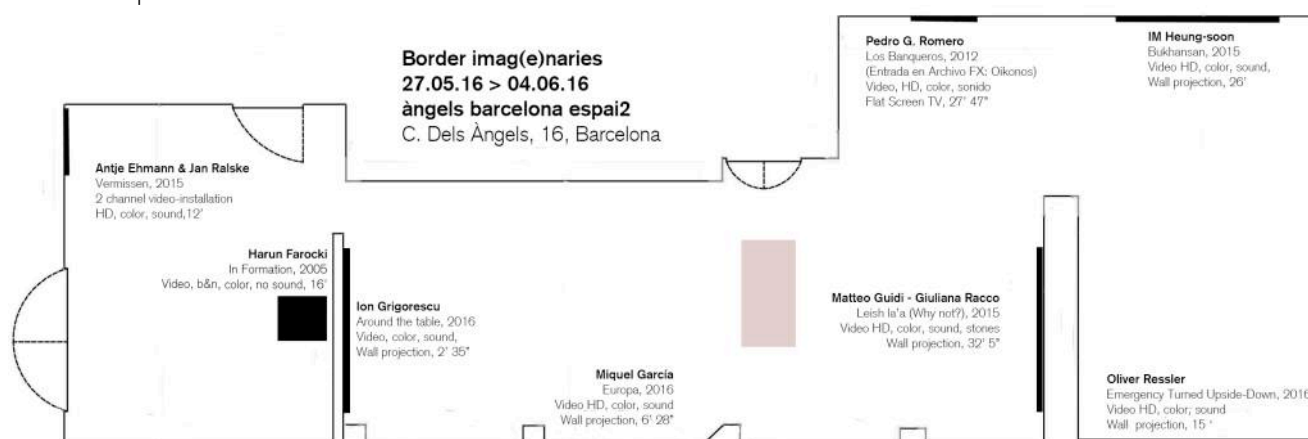 Border imag(e)naries
27.05.16 > 04.06.16
àngels barcelona espai2
C. Dels Àngels, 16, Barcelona
Pedro G. Romero
Los Banqueros, 2012
(Entrada en Archivo FX: Oikonos)
Video, HD, color, sonido
Flat Screen TV, 27' 47"
IM Heung-soon
Bukhansan, 2015
Video HD, color, sound,
Wall projection, 26'
Antje Ehmann & Jan Ralske
Vermissen, 2015
2 channel video-installation
HD, color, sound,12'
Harun Farocki
In Formation, 2005
Video, b&n, color, no sound, 16'
Ion Grigorescu
Around the table, 2016
Video, color, sound,
Wall projection, 2' 35"
Miquel García
Europa, 2016
Video HD, color, sound
Wall projection, 6' 28"
Matteo Guidi - Giuliana Racco
Leish la'a (Why not?), 2015
Video HD, color, sound, stones
Wall projection, 32' 5"
Oliver Ressler
Emergency Turned Upside-Down, 2016
Video HD, color, sound
Wall projection, 15 '